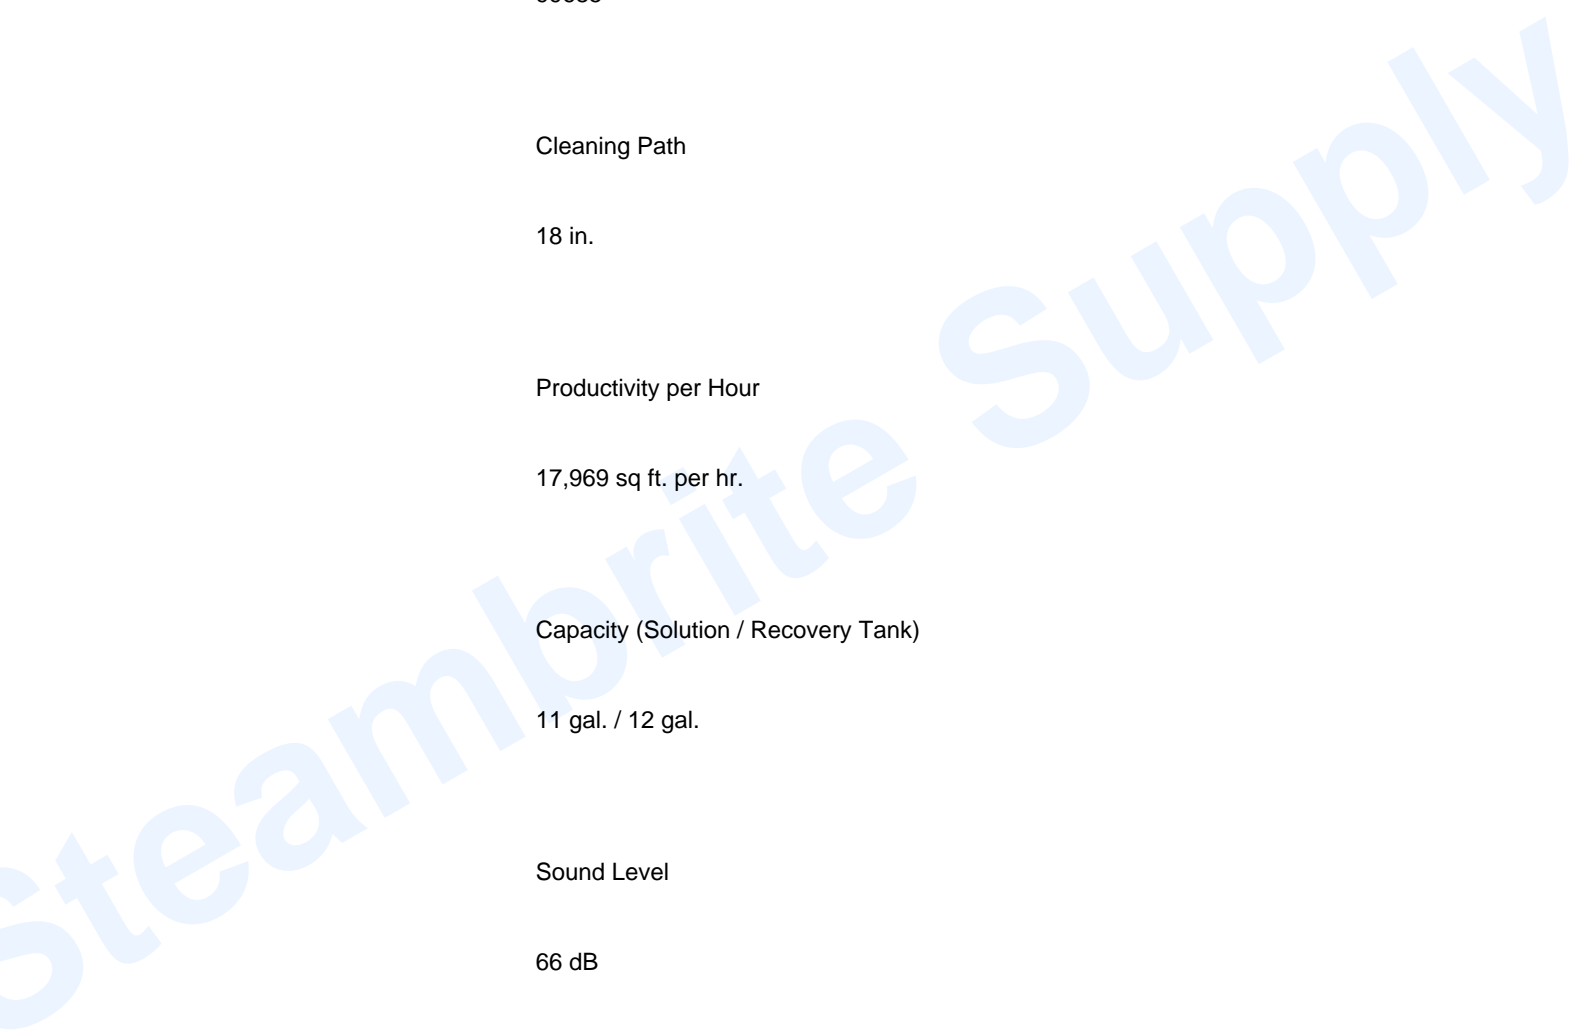 Cleaning Path
18 in.
Productivity per Hour
17,969 sq ft. per hr.
Capacity (Solution / Recovery Tank)
11 gal. / 12 gal.
Sound Level
66 dB
Steambrite Supply